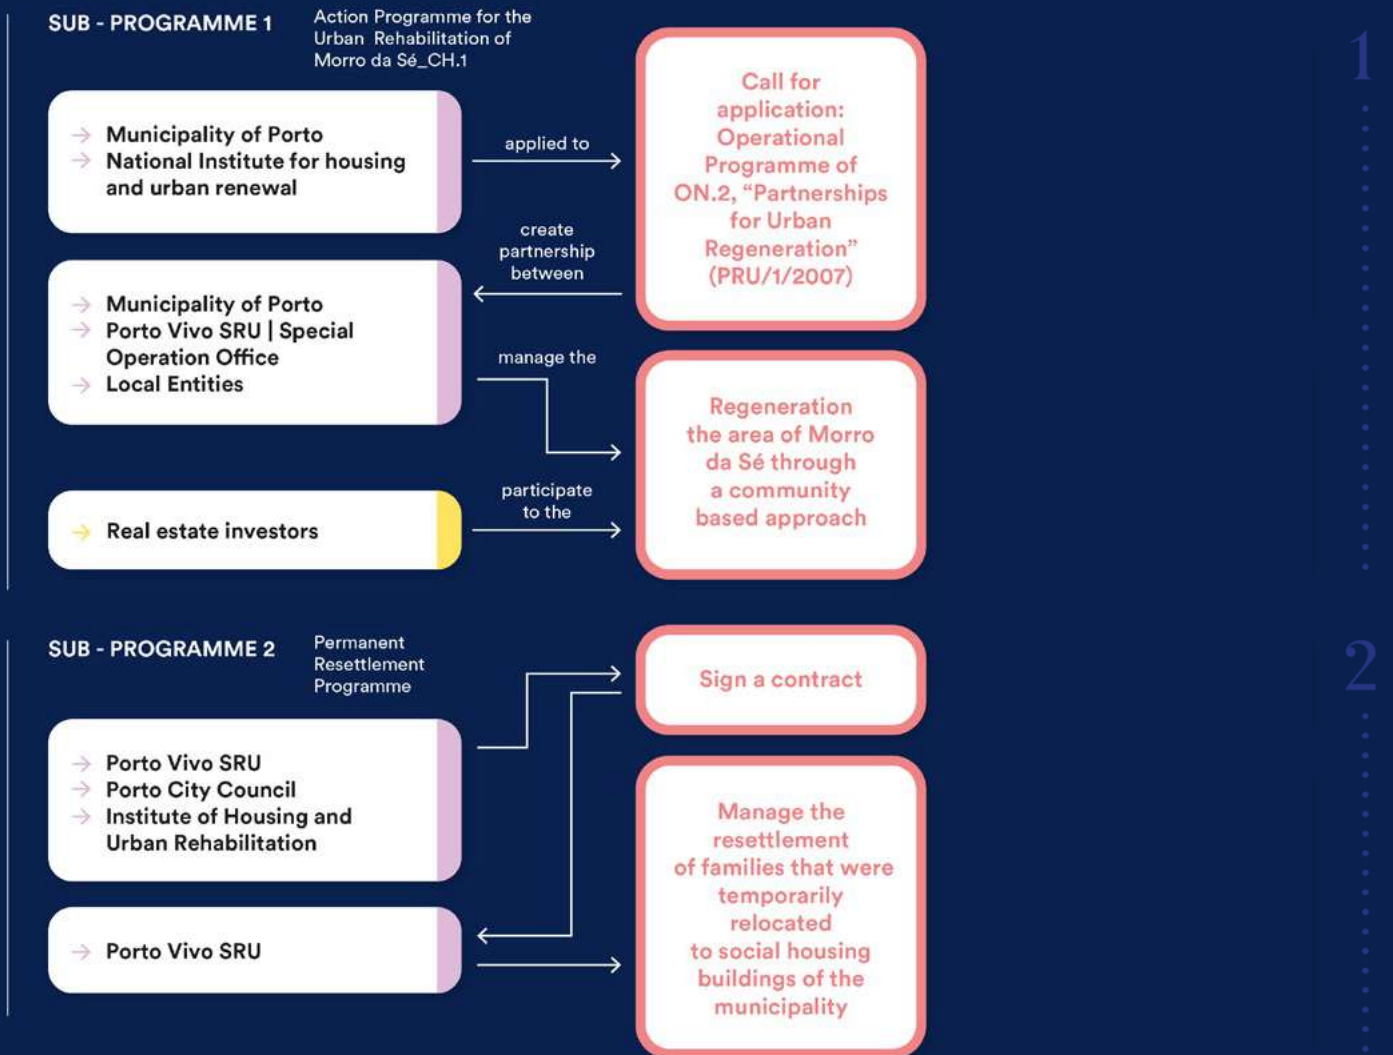 SUB - PROGRAMME 1
Action Programme for the
Urban Rehabilitation of
Morro da Sé_CH.1
1
→ Municipality of Porto
→ National Institute for housing
and urban renewal
applied to
Call for
application:
Operational
Programme of
ON.2, “Partnerships
for Urban
Regeneration”
(PRU/1/2007)
create
partnership
between
→ Municipality of Porto
→ Porto Vivo SRU | Special
Operation Office
→ Local Entities
manage the
Regeneration
the area of Morro
da Sé through
a community
based approach
→ Real estate investors
participate
to the
SUB - PROGRAMME 2
Permanent
Resettlement
Programme
2
→ Porto Vivo SRU
→ Porto City Council
→ Institute of Housing and
Urban Rehabilitation
Sign a contract
→ Porto Vivo SRU
Manage the
resettlement
of families that were
temporarily
relocated
to social housing
buildings of the
municipality